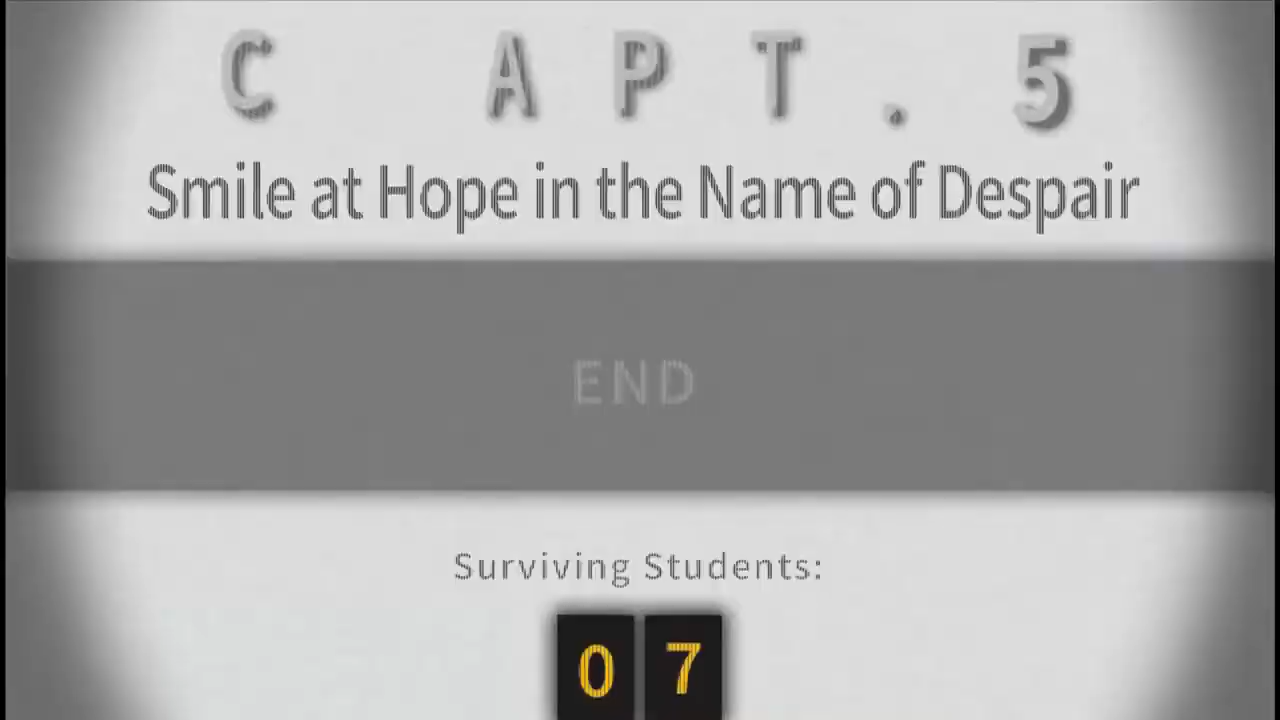 C APT. 5
Smile at Hope in the Name of Despair
END
Surviving Students:
07